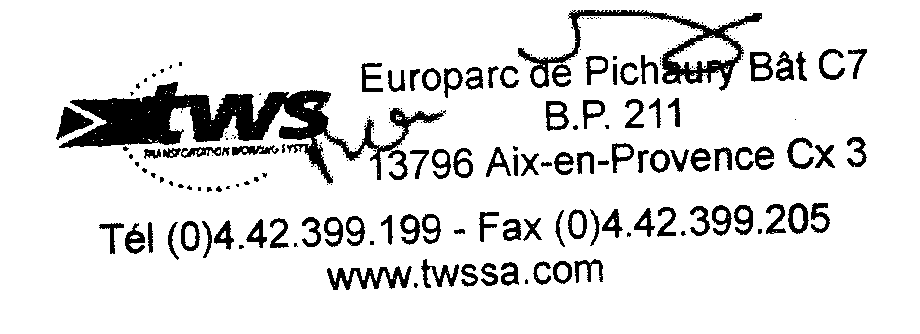 Europarc de Pichaury Bât C7
tws
B.P. 211
TRANSPORTATION WORKING SYSTEM
13796 Aix-en-Provence Cx 3
Tél (0)4.42.399.199 - Fax (0)4.42.399.205
www.twssa.com